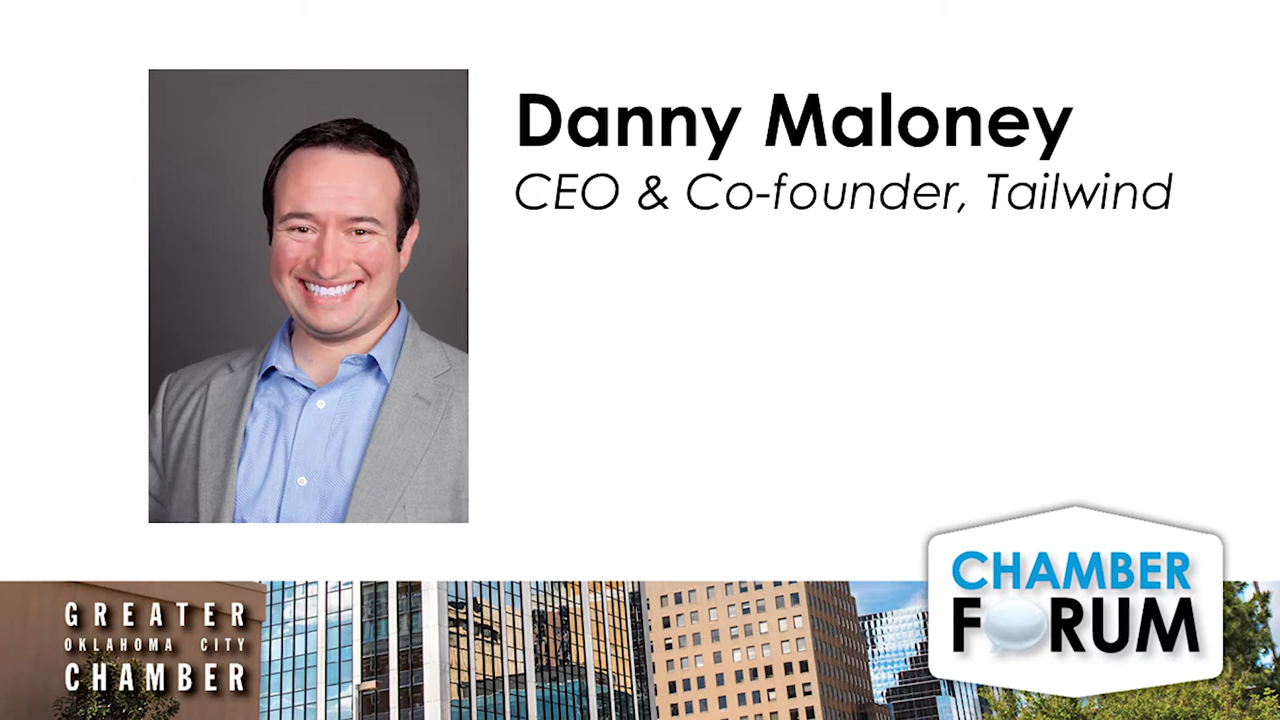 Danny Maloney
CEO & Co-founder, Tailwind
CHAMBER
FORUM
GREATER
OKLAHOMA CITY
CHAMBER